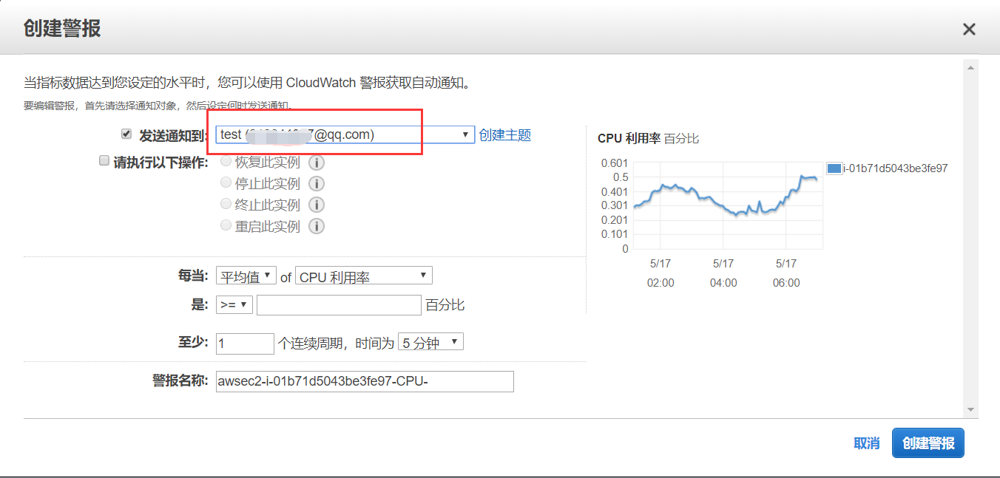 创建警报
当指标数据达到您设定的水平时，您可以使用 CloudWatch 警报获取自动通知。
要编辑警报，首先请选择通知对象，然后设定何时发送通知。
发送通知到: test ( 7@qq.com) 创建主题
请执行以下操作: 恢复此实例
停止此实例
终止此实例
重启此实例
每当: 平均值 of CPU 利用率
是: >= 百分比
至少: 1 个连续周期，时间为 5 分钟
警报名称: awsec2-i-01b71d5043be3fe97-CPU-
CPU 利用率 百分比
0.601
0.5
0.401
0.301
0.201
0.101
0
5/17 5/17 5/17
02:00 04:00 06:00
i-01b71d5043be3fe97
取消 创建警报